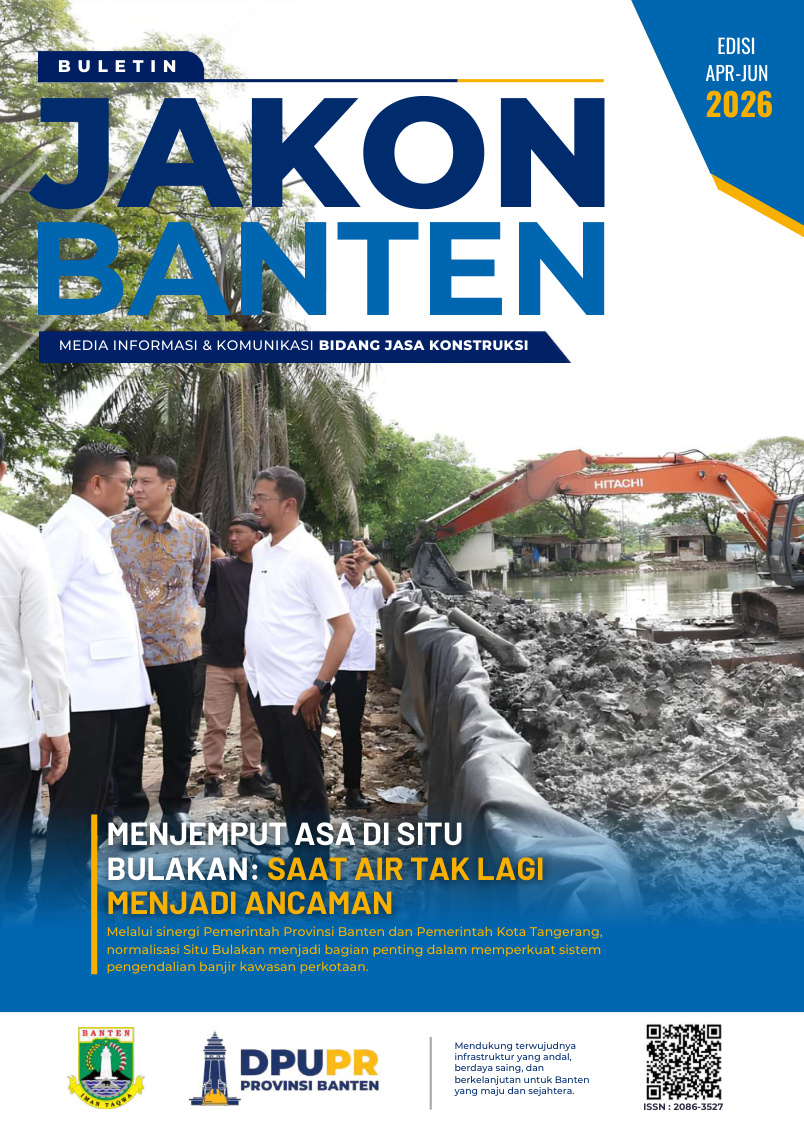 BULETIN
EDISI
APR-JUN
2026
JAKON
BANTEN
MEDIA INFORMASI & KOMUNIKASI BIDANG JASA KONSTRUKSI
HITACHI
MENJEMPUT ASA DI SITU
BULAKAN: SAAT AIR TAK LAGI
MENJADI ANCAMAN
Melalui sinergi Pemerintah Provinsi Banten dan Pemerintah Kota Tangerang,
normalisasi Situ Bulakan menjadi bagian penting dalam memperkuat sistem
pengendalian banjir kawasan perkotaan.
BANTEN
IMAN TAQWA
DPUPR
PROVINSI BANTEN
Mendukung terwujudnya
infrastruktur yang andal,
berdaya saing, dan
berkelanjutan untuk Banten
yang maju dan sejahtera.
ISSN : 2086-3527